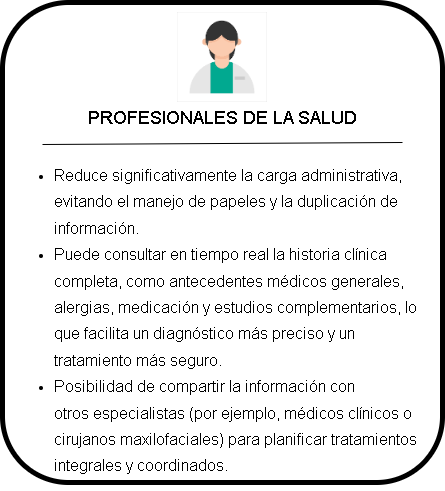 PROFESIONALES DE LA SALUD
• Reduce significativamente la carga administrativa,
evitando el manejo de papeles y la duplicación de
información.
• Puede consultar en tiempo real la historia clínica
completa, como antecedentes médicos generales,
alergias, medicación y estudios complementarios, lo
que facilita un diagnóstico más preciso y un
tratamiento más seguro.
• Posibilidad de compartir la información con
otros especialistas (por ejemplo, médicos clínicos o
cirujanos maxilofaciales) para planificar tratamientos
integrales y coordinados.